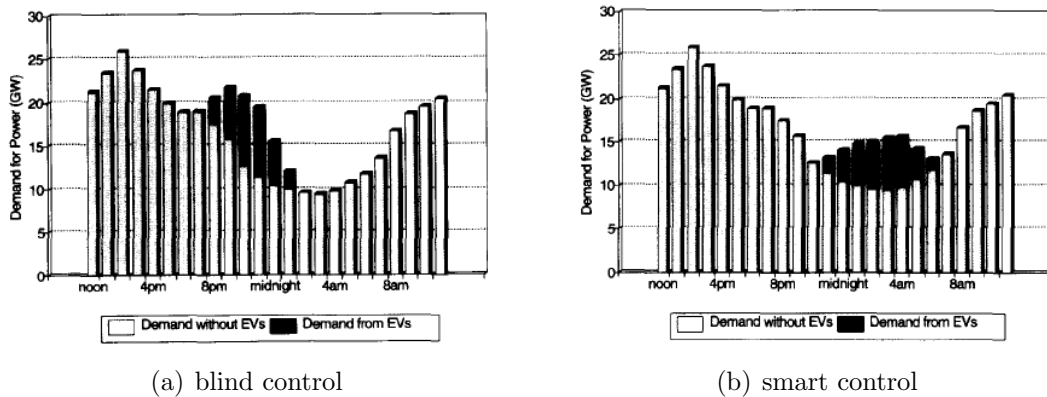 30
25
20
15
10
5
0
Demand for Power (GW)
noon 4pm 8pm midnight 4am 8am
Demand without EVs Demand from EVs
(a) blind control
30
25
20
15
10
5
0
Demand for Power (GW)
noon 4pm 8pm midnight 4am 8am
Demand without EVs Demand from EVs
(b) smart control